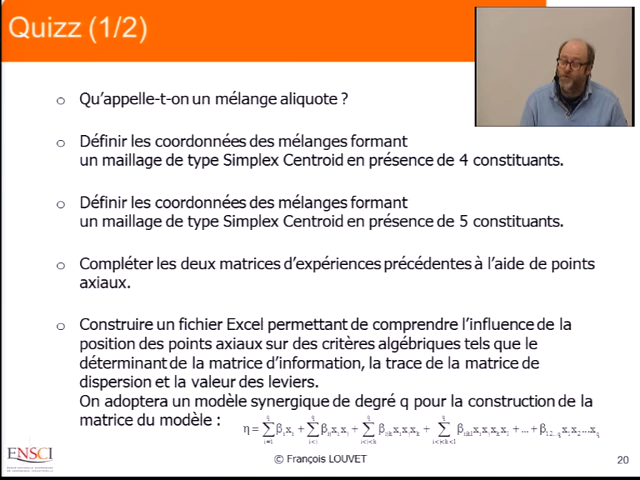 Quizz (1/2)
o Qu'appelle-t-on un mélange aliquote ?
o Définir les coordonnées des mélanges formant
un maillage de type Simplex Centroid en présence de 4 constituants.
o Définir les coordonnées des mélanges formant
un maillage de type Simplex Centroid en présence de 5 constituants.
o Compléter les deux matrices d'expériences précédentes à l'aide de points
axiaux.
o Construire un fichier Excel permettant de comprendre l'influence de la
position des points axiaux sur des critères algébriques tels que le
déterminant de la matrice d'information, la trace de la matrice de
dispersion et la valeur des leviers.
On adoptera un modèle synergique de degré q pour la construction de la
matrice du modèle :
ENSCI
© François LOUVET
20